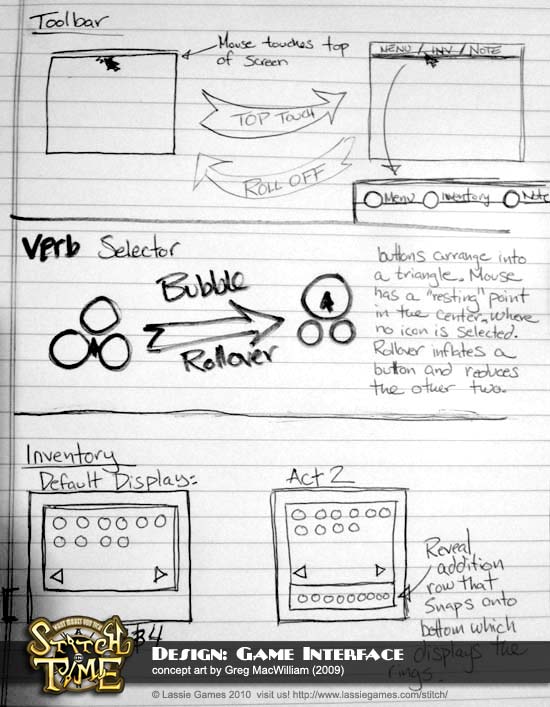 Toolbar
Mouse touches top
of screen
MENU / INV / NOTE
TOP TOUCH
ROLL OFF
Menu Inventory Note
Verb Selector
Bubble
Rollover
buttons arrange into
a triangle. Mouse
has a "resting" point
in the center, where
no icon is selected.
Rollover inflates a
button and reduces
the other two.
Inventory
Default Displays:
Act 2
Reveal
addition
row that
snaps onto
bottom which
displays the
rings.
A STITCH
IN TIME
Design: Game Interface
concept art by Greg MacWilliam (2009)
© Lassie Games 2010 visit us! http://www.lassiegames.com/stitch/